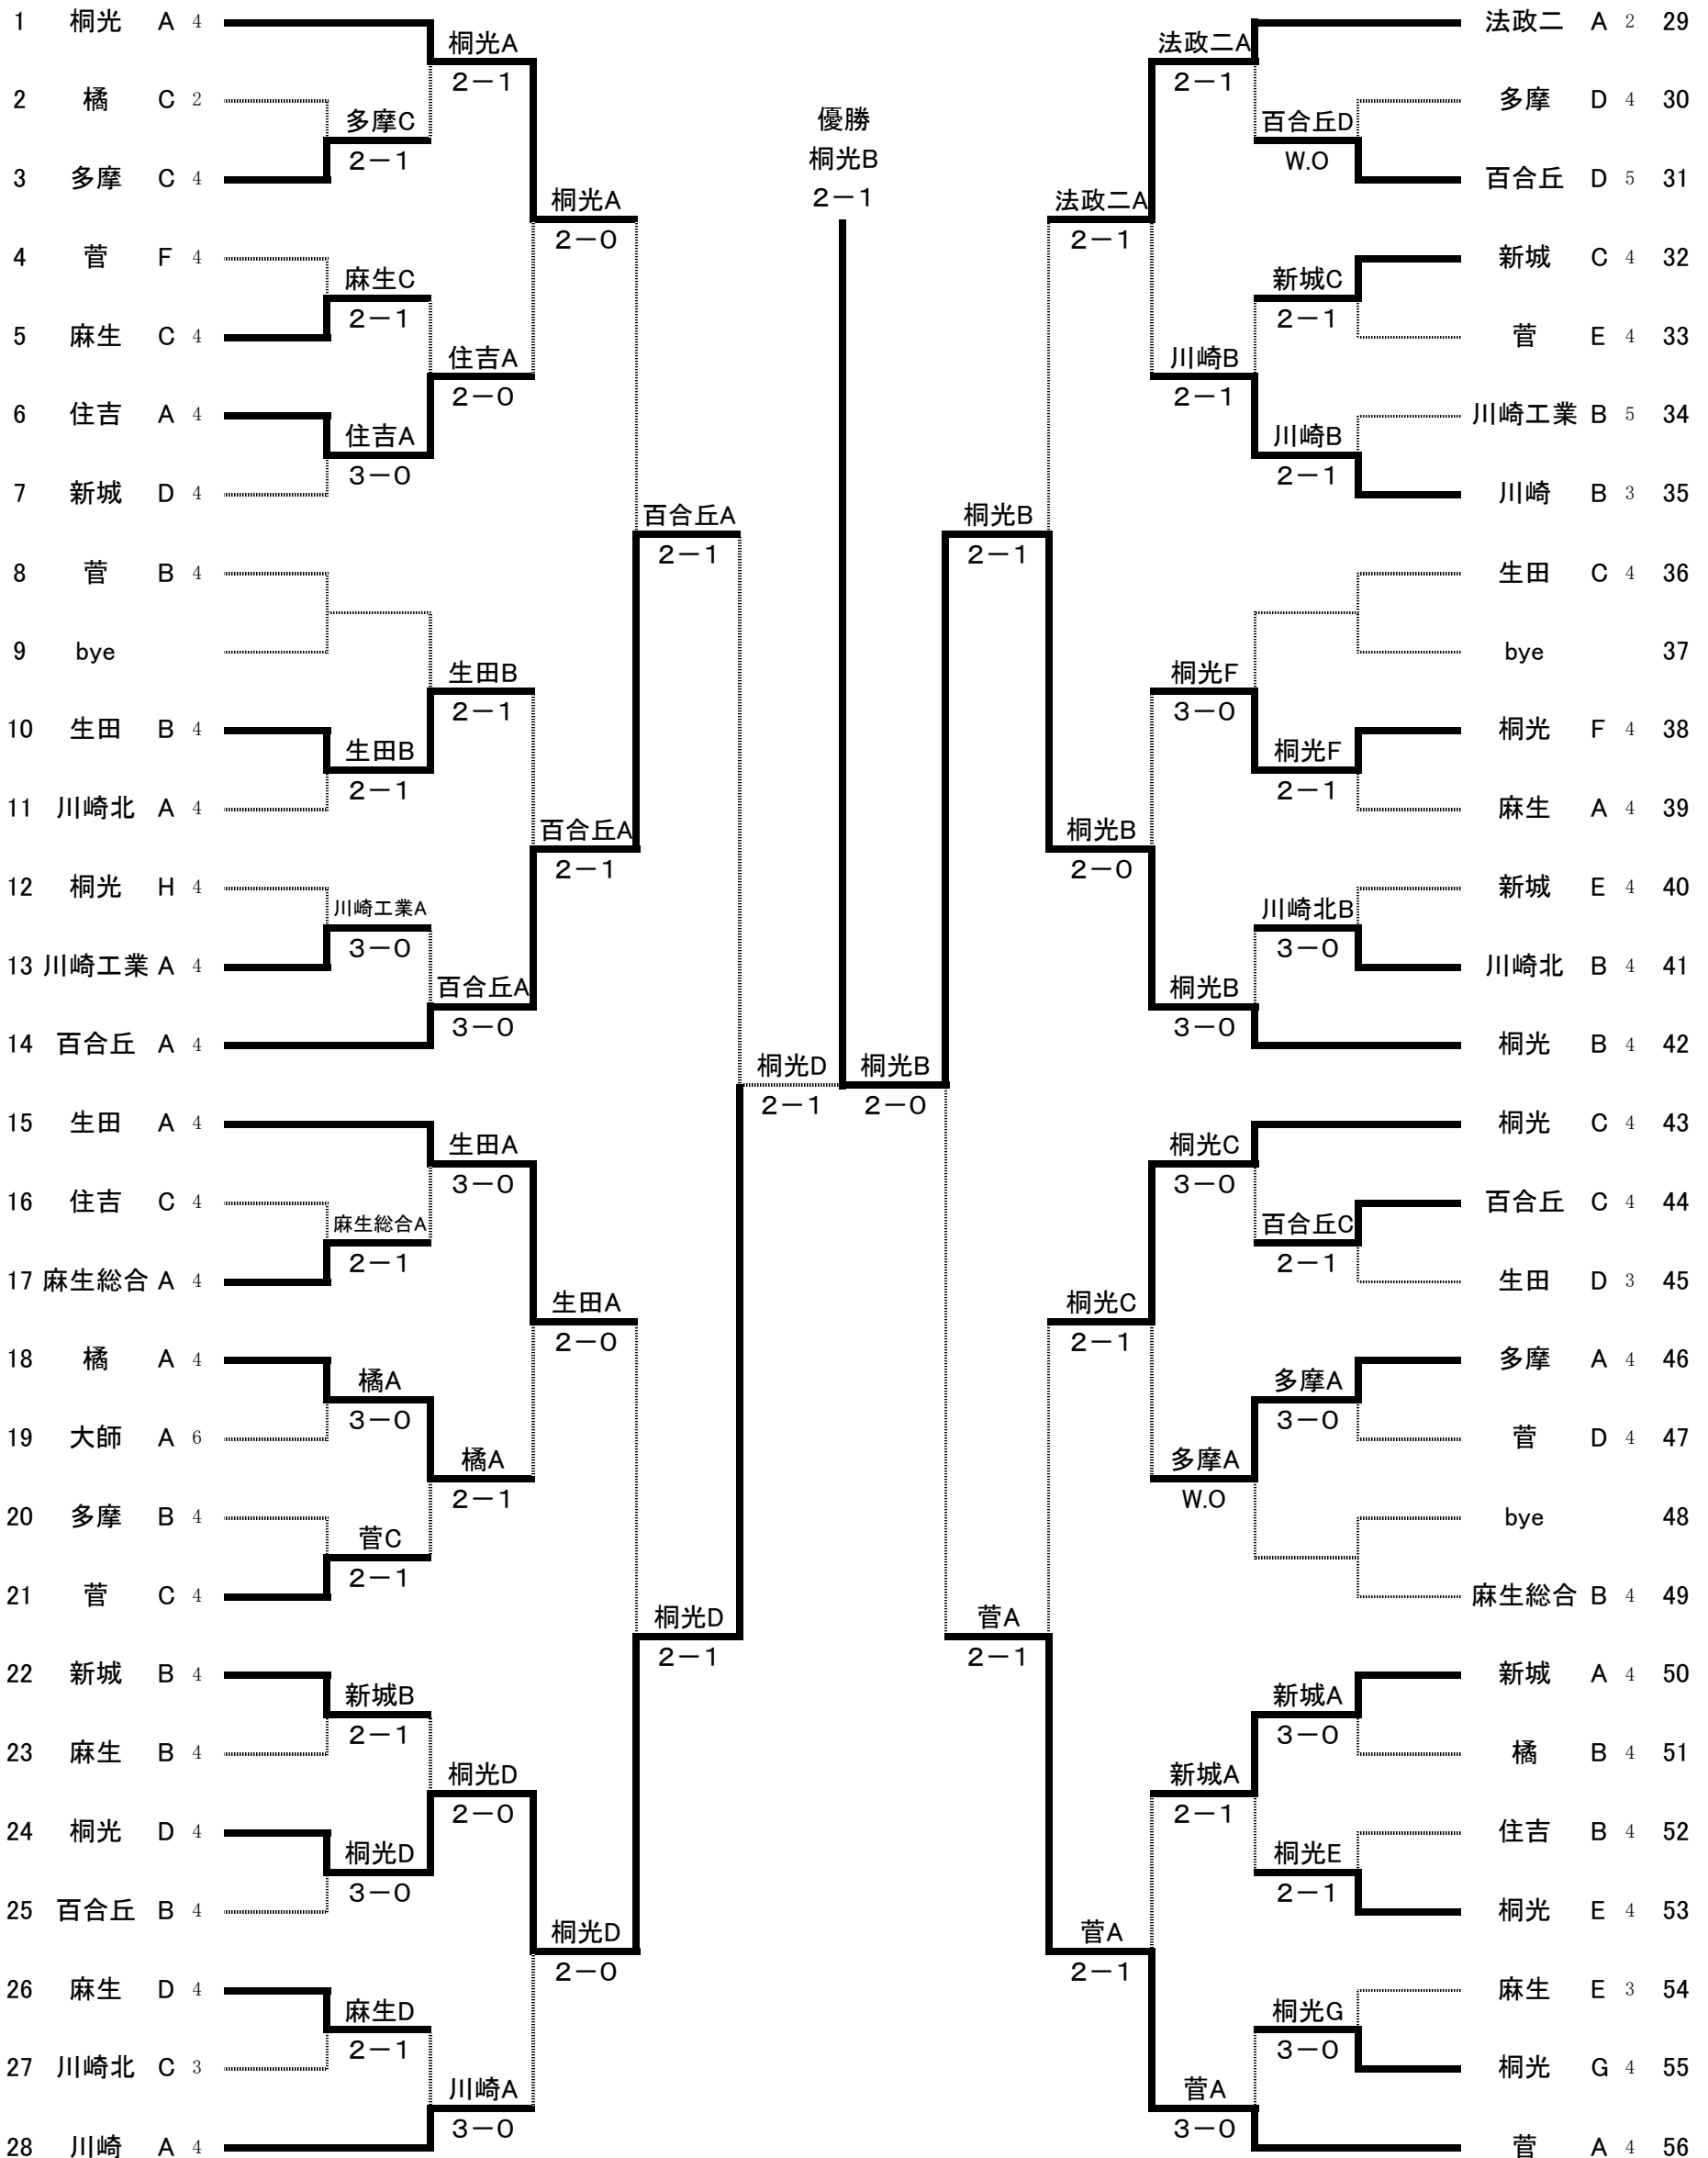 1 桐光 A 4
2 橘 C 2
3 多摩 C 4
4 菅 F 4
5 麻生 C 4
6 住吉 A 4
7 新城 D 4
8 菅 B 4
9 bye
10 生田 B 4
11 川崎北 A 4
12 桐光 H 4
13 川崎工業 A 4
14 百合丘 A 4
15 生田 A 4
16 住吉 C 4
17 麻生総合 A 4
18 橘 A 4
19 大師 A 6
20 多摩 B 4
21 菅 C 4
22 新城 B 4
23 麻生 B 4
24 桐光 D 4
25 百合丘 B 4
26 麻生 D 4
27 川崎北 C 3
28 川崎 A 4
多摩C
2－1
麻生C
2－1
住吉A
3－0
生田B
2－1
川崎工業A
3－0
麻生総合A
2－1
橘A
3－0
菅C
2－1
新城B
2－1
桐光D
3－0
麻生D
2－1
桐光A
2－1
住吉A
2－0
生田B
2－1
百合丘A
3－0
生田A
3－0
橘A
2－1
桐光D
2－0
川崎A
3－0
桐光A
2－0
百合丘A
2－1
生田A
2－0
桐光D
2－0
百合丘A
2－1
桐光D
2－1
桐光D
2－1
優勝
桐光B
2－1
桐光B
2－0
桐光B
2－1
菅A
2－1
法政二A
2－1
桐光B
2－0
桐光C
2－1
菅A
2－1
法政二A
2－1
川崎B
2－1
桐光F
3－0
桐光B
3－0
桐光C
3－0
多摩A
W.O
新城A
2－1
菅A
3－0
百合丘D
W.O
新城C
2－1
川崎B
2－1
桐光F
2－1
川崎北B
3－0
百合丘C
2－1
多摩A
3－0
新城A
3－0
桐光E
2－1
桐光G
3－0
法政二 A 2 29
多摩 D 4 30
百合丘 D 5 31
新城 C 4 32
菅 E 4 33
川崎工業 B 5 34
川崎 B 3 35
生田 C 4 36
bye 37
桐光 F 4 38
麻生 A 4 39
新城 E 4 40
川崎北 B 4 41
桐光 B 4 42
桐光 C 4 43
百合丘 C 4 44
生田 D 3 45
多摩 A 4 46
菅 D 4 47
bye 48
麻生総合 B 4 49
新城 A 4 50
橘 B 4 51
住吉 B 4 52
桐光 E 4 53
麻生 E 3 54
桐光 G 4 55
菅 A 4 56